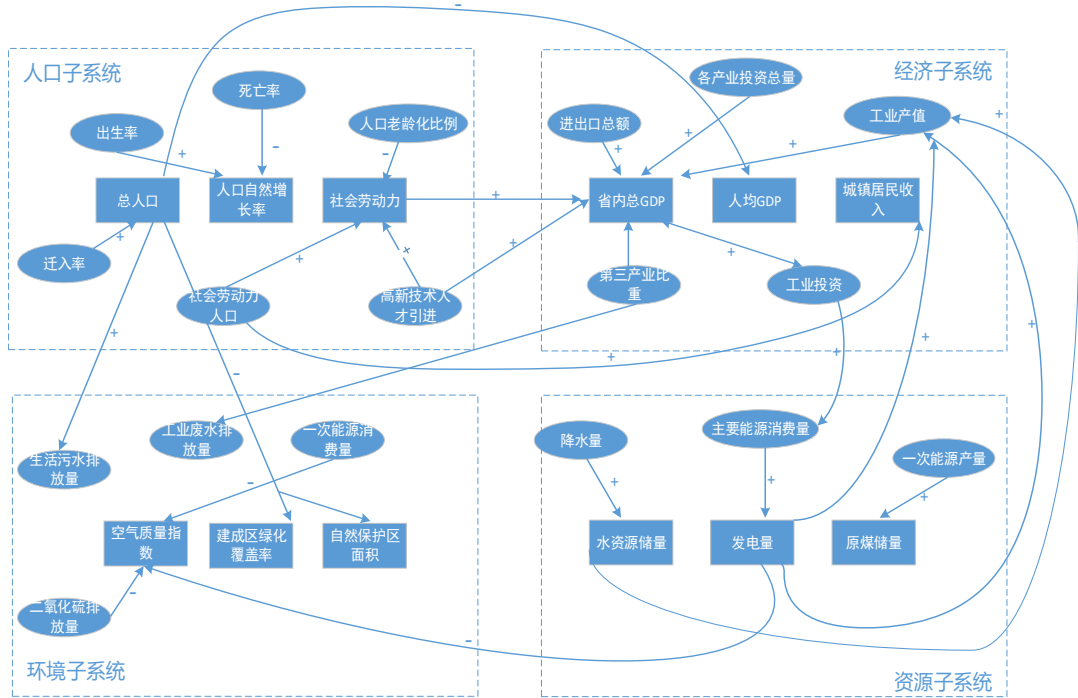 −
人口子系统
经济子系统
死亡率
各产业投资总量
出生率
人口老龄化比例
进出口总额
工业产值
+
+
−
−
+
+
+
总人口
人口自然增
长率
社会劳动力
+
省内总GDP
人均GDP
城镇居民收
入
迁入率
+
+
+
+
+
社会劳动力
人口
高新技术人
才引进
第三产业比
重
工业投资
+
+
+
+
+
−
工业废水排
放量
一次能源消
费量
降水量
主要能源消费量
一次能源产量
生活污水排
放量
−
+
+
+
空气质量指
数
建成区绿化
覆盖率
自然保护区
面积
水资源储量
发电量
原煤储量
二氧化硫排
放量
−
−
环境子系统
资源子系统